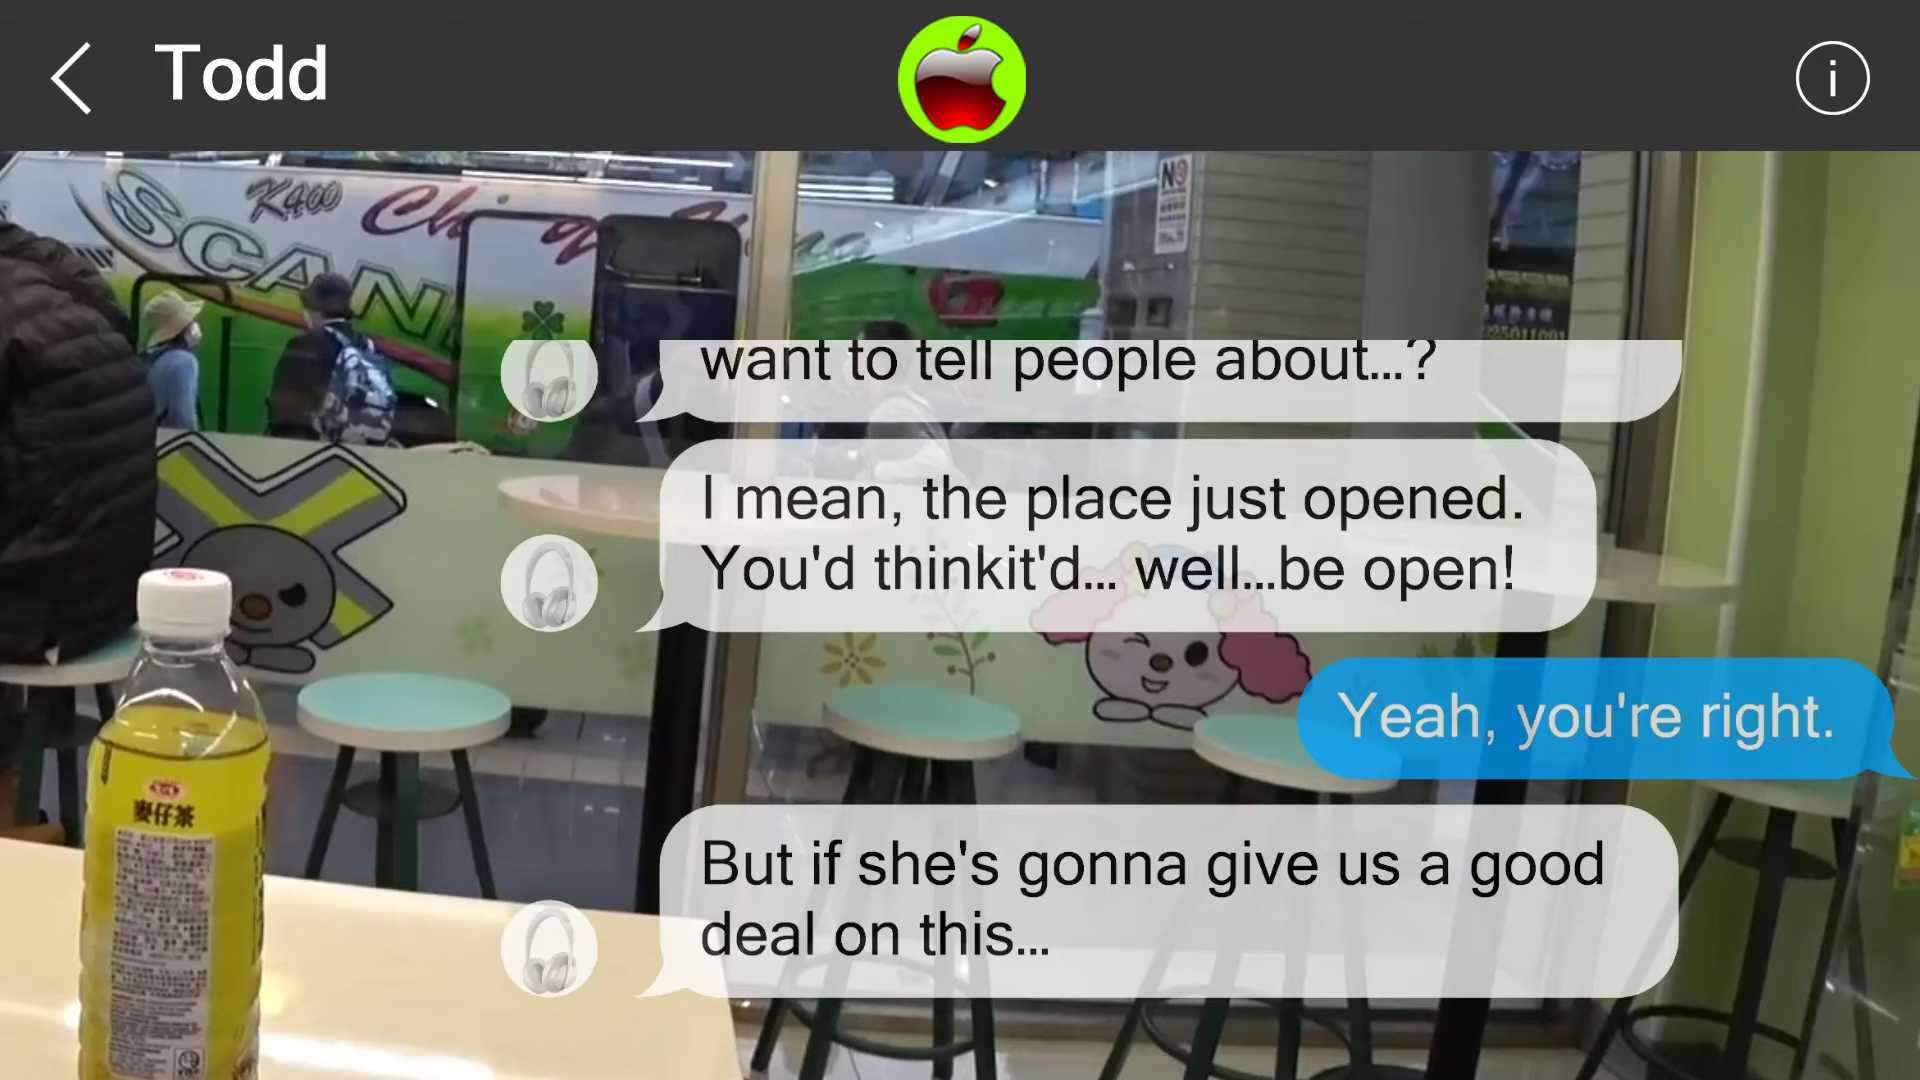 Todd
i
K400
SCAN
NO
want to tell people about...?
I mean, the place just opened.
You'd thinkit'd... well...be open!
Yeah, you're right.
But if she's gonna give us a good
deal on this...
麥仔茶